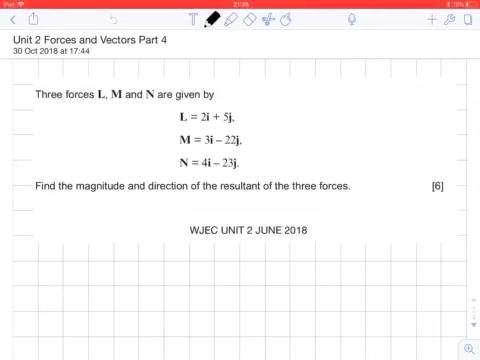 iPad 21:35 16%
Unit 2 Forces and Vectors Part 4
30 Oct 2018 at 17:44
Three forces L, M and N are given by
L = 2i + 5j,
M = 3i – 22j,
N = 4i – 23j.
Find the magnitude and direction of the resultant of the three forces. [6]
WJEC UNIT 2 JUNE 2018